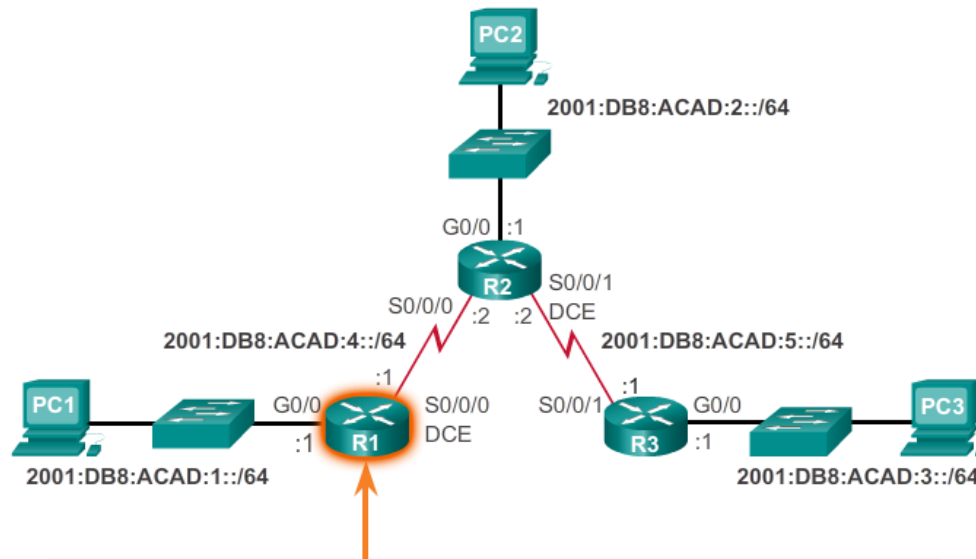 PC2
2001:DB8:ACAD:2::/64
G0/0 :1
R2
S0/0/0
S0/0/1
:2 :2 DCE
2001:DB8:ACAD:4::/64
2001:DB8:ACAD:5::/64
:1
:1
PC1
G0/0
S0/0/0
S0/0/1
G0/0
PC3
:1
R1
DCE
R3
:1
2001:DB8:ACAD:1::/64
2001:DB8:ACAD:3::/64